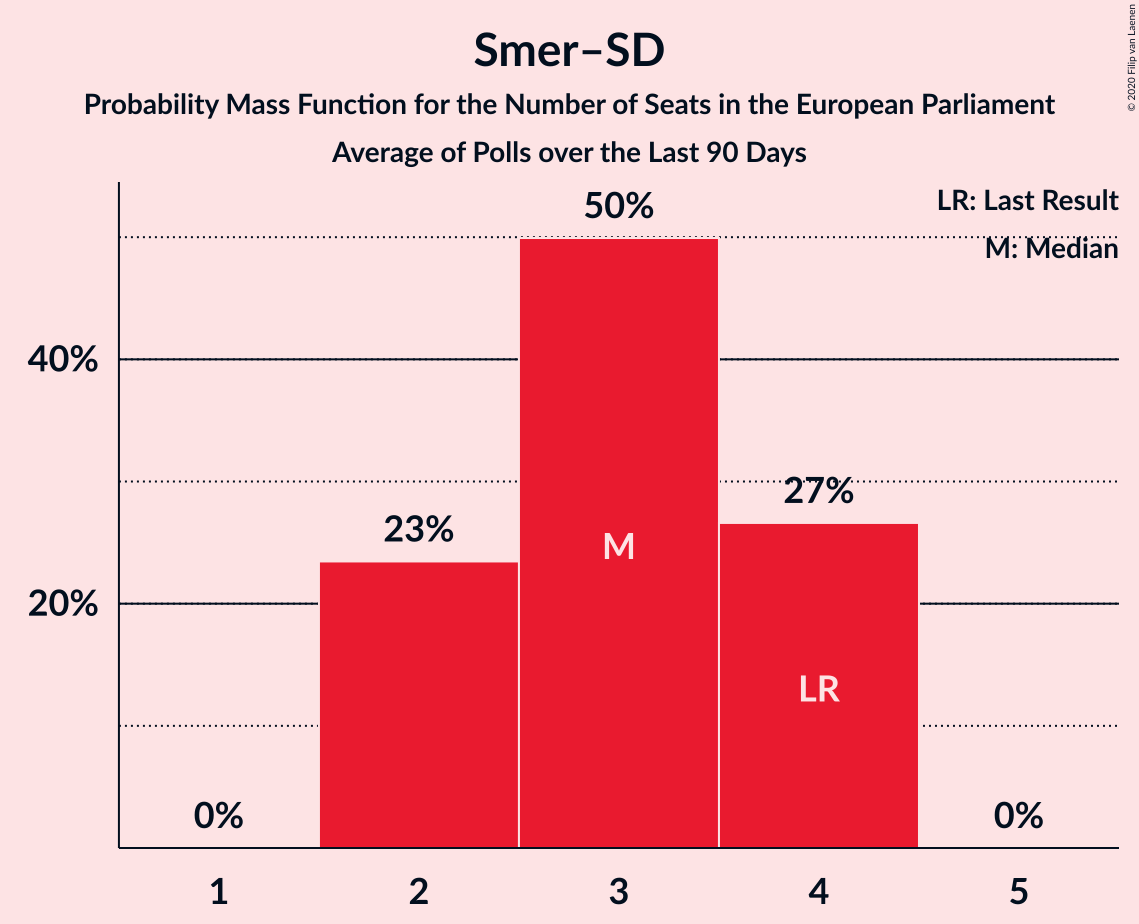 Smer–SD
Probability Mass Function for the Number of Seats in the European Parliament
Average of Polls over the Last 90 Days
© 2020 Filip van Laenen
LR: Last Result
M: Median
50%
40%
27%
23%
M
20%
LR
0%
0%
1
2
3
4
5